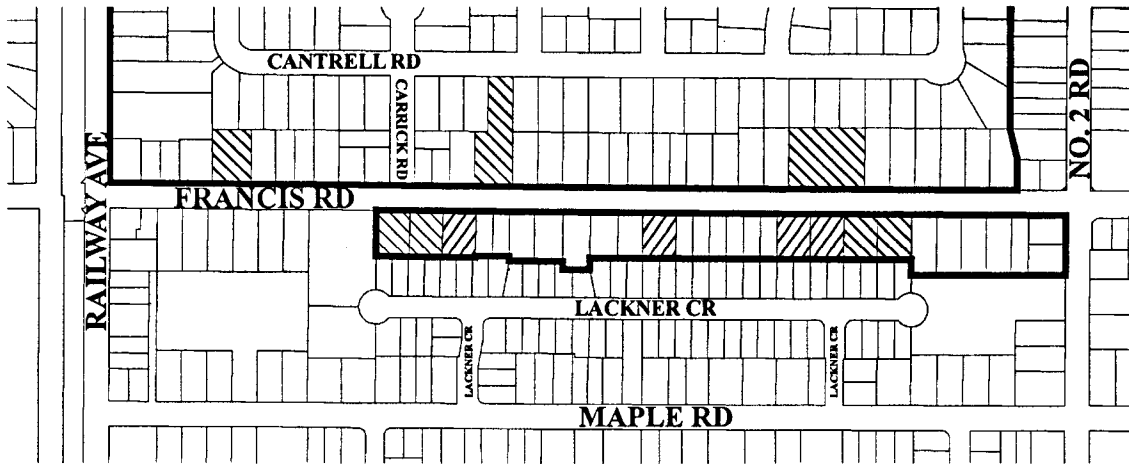 CANTRELL RD
CARRICK RD
NO. 2 RD
RAILWAY AVE
FRANCIS RD
LACKNER CR
LACKNER CR
LACKNER CR
MAPLE RD